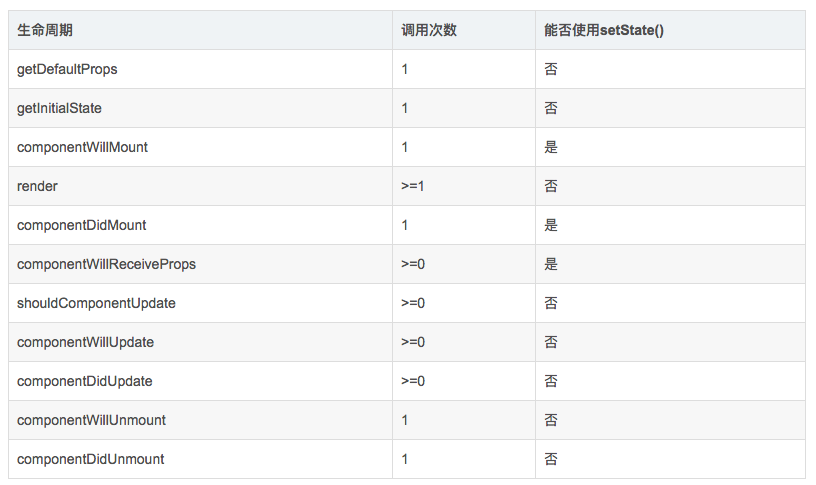 生命周期 调用次数 能否使用setState()
getDefaultProps 1 否
getInitialState 1 否
componentWillMount 1 是
render >=1 否
componentDidMount 1 是
componentWillReceiveProps >=0 是
shouldComponentUpdate >=0 否
componentWillUpdate >=0 否
componentDidUpdate >=0 否
componentWillUnmount 1 否
componentDidUnmount 1 否